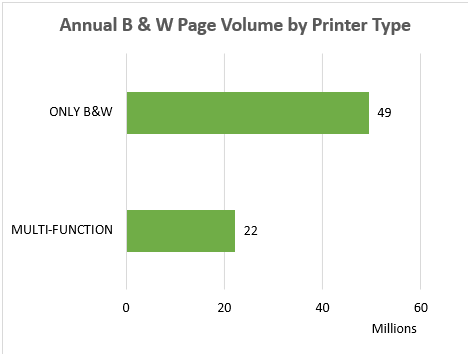 Annual B & W Page Volume by Printer Type
ONLY B&W
49
MULTI-FUNCTION
22
0 20 40 60
Millions